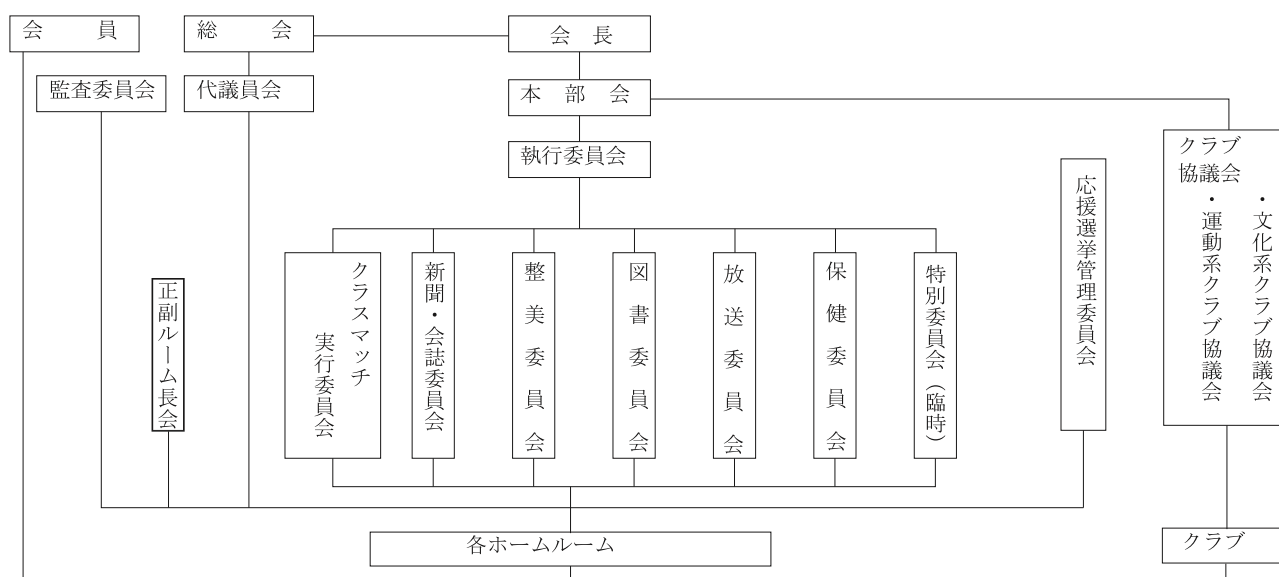 会員
総会
会長
監査委員会
代議員会
本部会
執行委員会
クラブ
協議会
・文化系クラブ協議会
・運動系クラブ協議会
応援選挙管理委員会
正副ルーム長会
クラスマッチ
実行委員会
新聞・会誌委員会
整美委員会
図書委員会
放送委員会
保健委員会
特別委員会（臨時）
各ホームルーム
クラブ